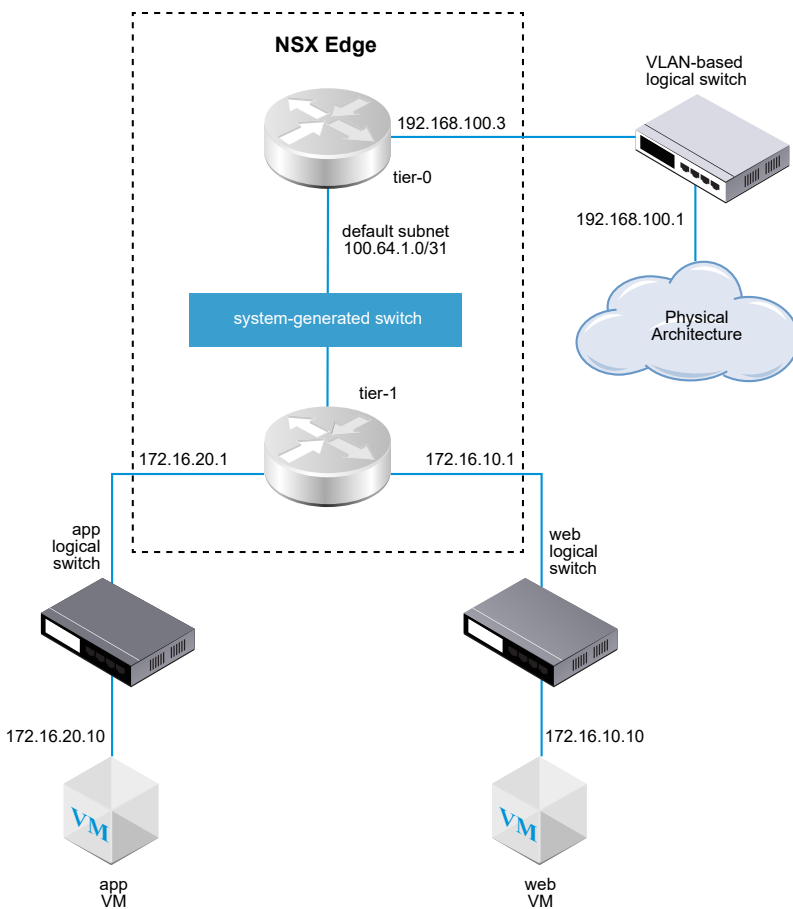 NSX Edge
VLAN-based
logical switch
192.168.100.3
tier-0
192.168.100.1
default subnet
100.64.1.0/31
system-generated switch
Physical
Architecture
tier-1
172.16.20.1
172.16.10.1
app
logical
switch
web
logical
switch
172.16.20.10
172.16.10.10
VM
VM
app
VM
web
VM